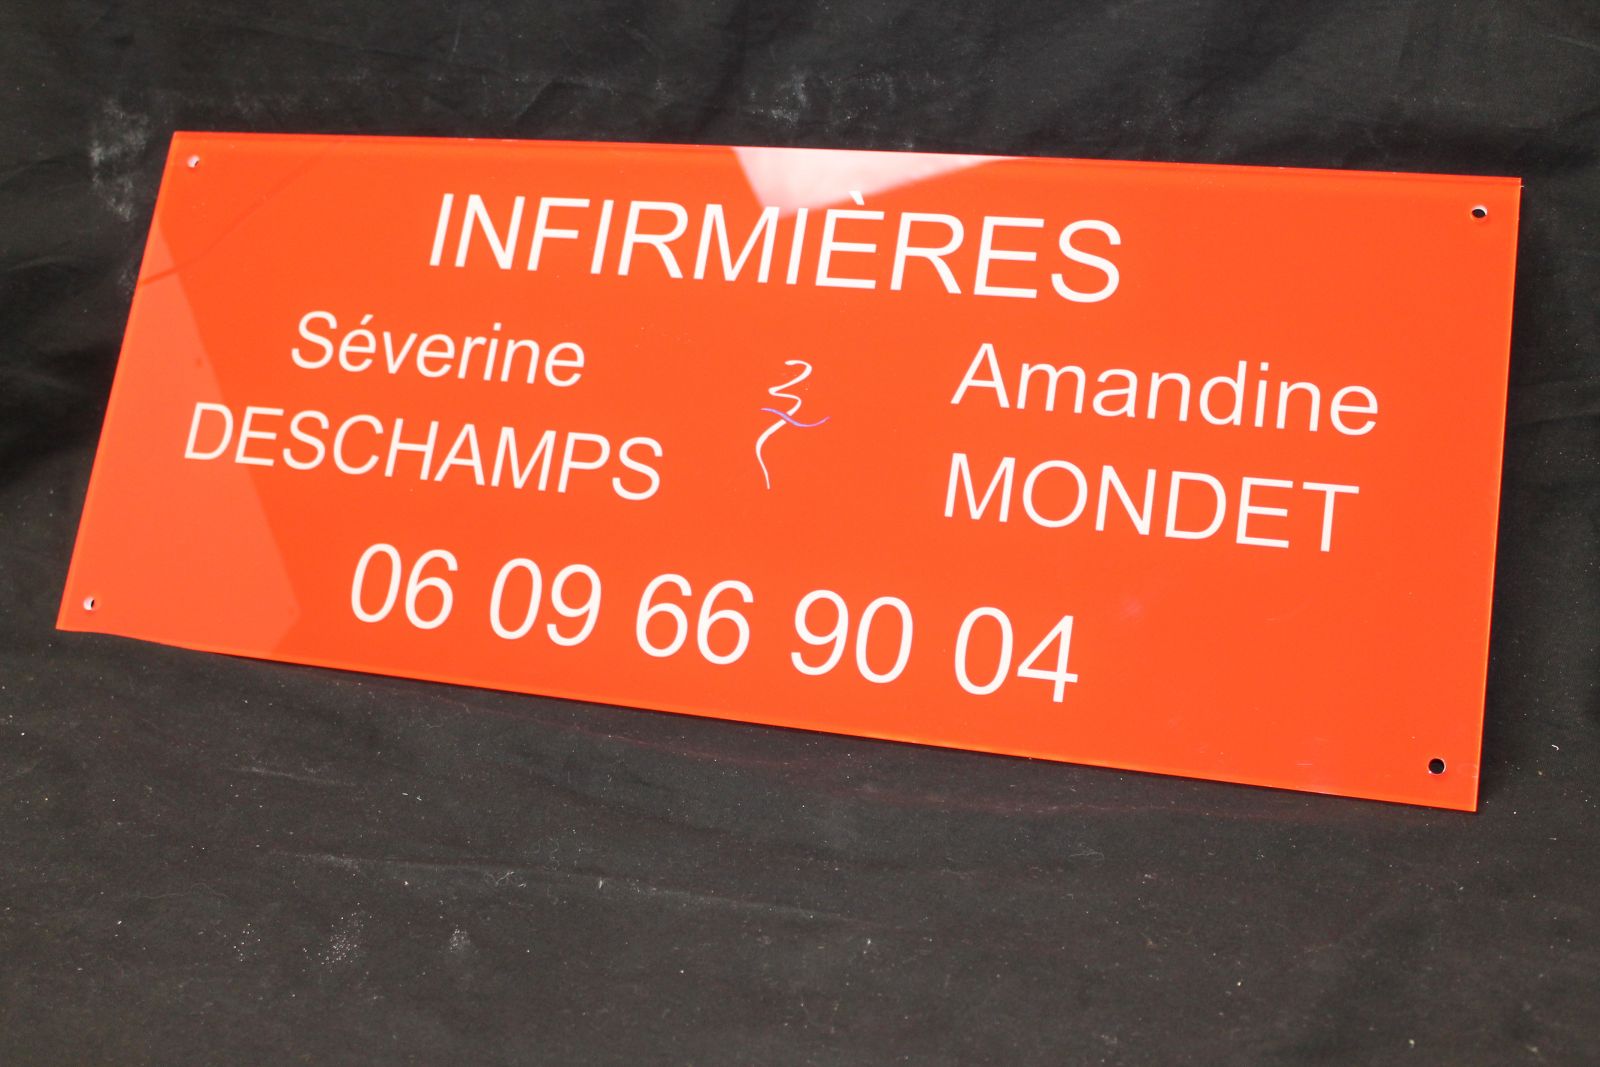 INFIRMIÈRES
Séverine
DESCHAMPS
Amandine
MONDET
06 09 66 90 04